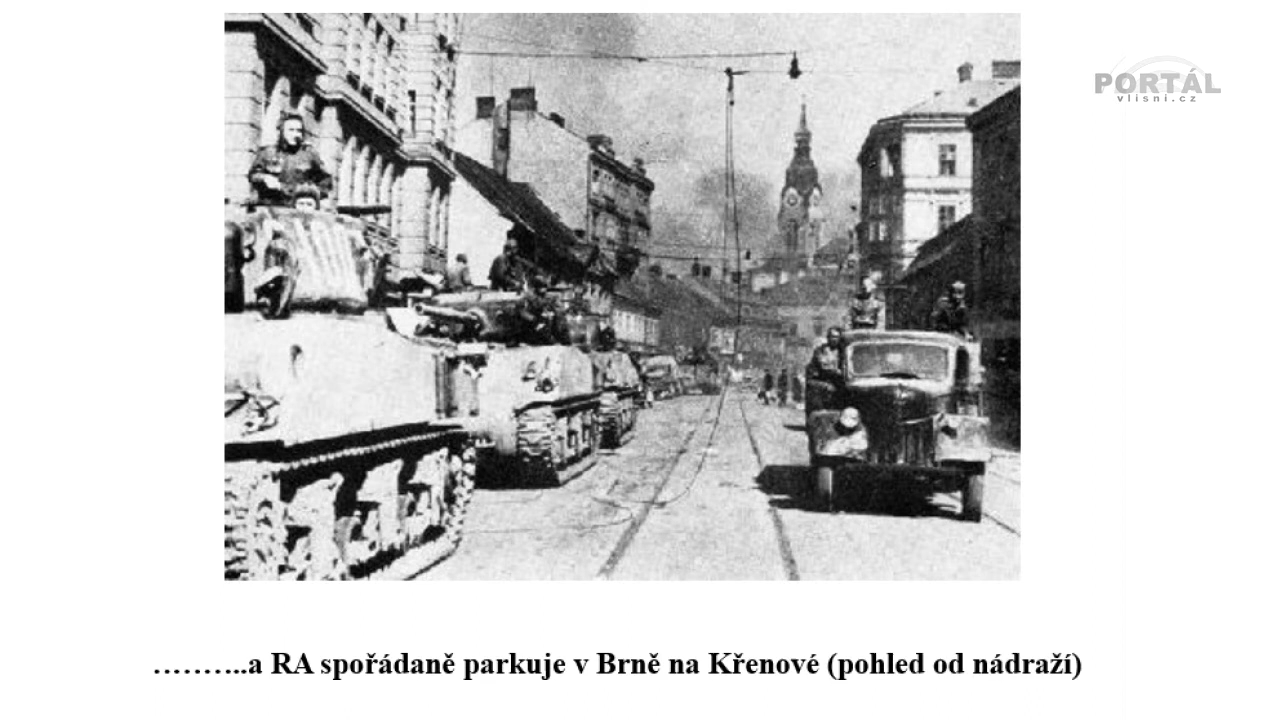 PORTÁL
vlisni.cz
………..a RA spořádaně parkuje v Brně na Křenové (pohled od nádraží)